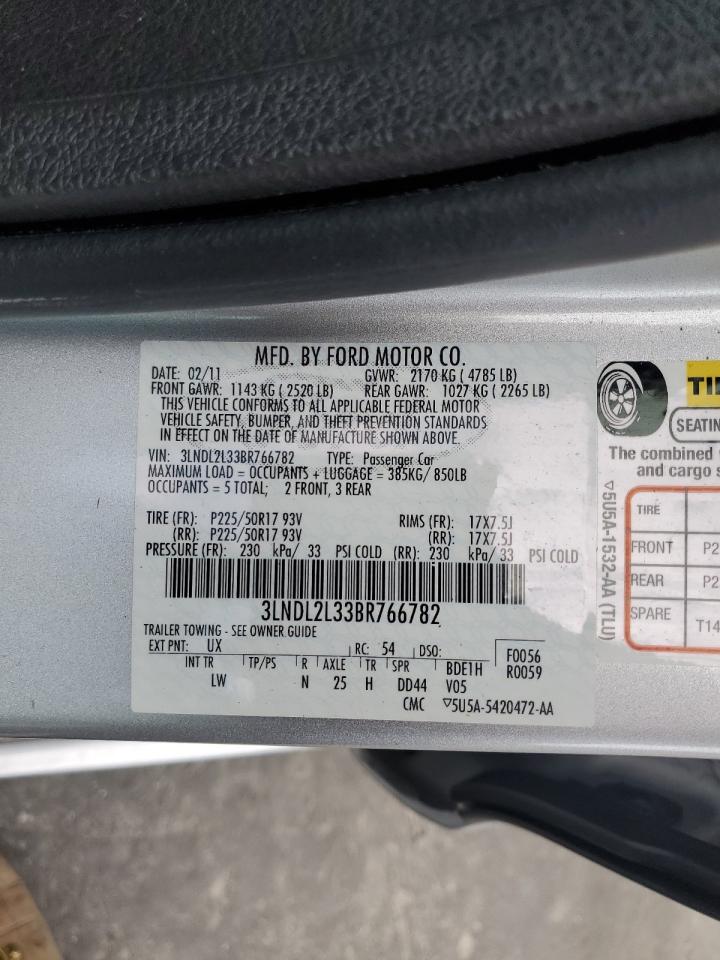 MFD. BY FORD MOTOR CO.
DATE: 02/11 GVWR: 2170 KG ( 4785 LB)
FRONT GAWR: 1143 KG ( 2520 LB) REAR GAWR: 1027 KG ( 2265 LB)
THIS VEHICLE CONFORMS TO ALL APPLICABLE FEDERAL MOTOR
VEHICLE SAFETY, BUMPER, AND THEFT PREVENTION STANDARDS
IN EFFECT ON THE DATE OF MANUFACTURE SHOWN ABOVE.
VIN: 3LNDL2L33BR766782 TYPE: Passenger Car
MAXIMUM LOAD = OCCUPANTS + LUGGAGE = 385KG/ 850LB
OCCUPANTS = 5 TOTAL; 2 FRONT, 3 REAR
TIRE (FR): P225/50R17 93V RIMS (FR): 17X7.5J
(RR): P225/50R17 93V (RR): 17X7.5J
PRESSURE (FR): 230 kPa/ 33 PSI COLD (RR): 230 kPa/ 33 PSI COLD
3LNDL2L33BR766782
TRAILER TOWING - SEE OWNER GUIDE
EXT PNT: UX RC: 54 DSO: F0056
R0059
INT TR TP/PS R AXLE TR SPR BDE1H
LW N 25 H DD44 V05
CMC ▽5U5A-5420472-AA
▽5U5A-1532-AA (TLU)
TI
SEATIN
The combined
and cargo s
TIRE
FRONT P2
REAR P2
SPARE T14